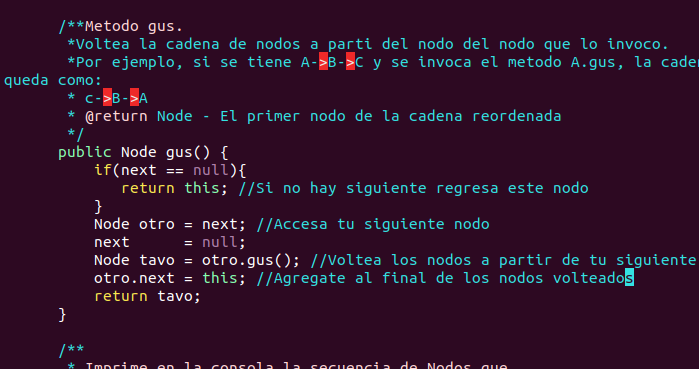 /**Metodo gus.
*Voltea la cadena de nodos a parti del nodo del nodo que lo invoco.
*Por ejemplo, si se tiene A->B->C y se invoca el metodo A.gus, la cade
queda como:
* c->B->A
* @return Node - El primer nodo de la cadena reordenada
*/
public Node gus() {
if(next == null){
return this; //Si no hay siguiente regresa este nodo
}
Node otro = next; //Accesa tu siguiente nodo
next      = null;
Node tavo = otro.gus(); //Voltea los nodos a partir de tu siguiente
otro.next = this; //Agregate al final de los nodos volteados
return tavo;
}
/**
* Imprime en la consola la secuencia de Nodos que